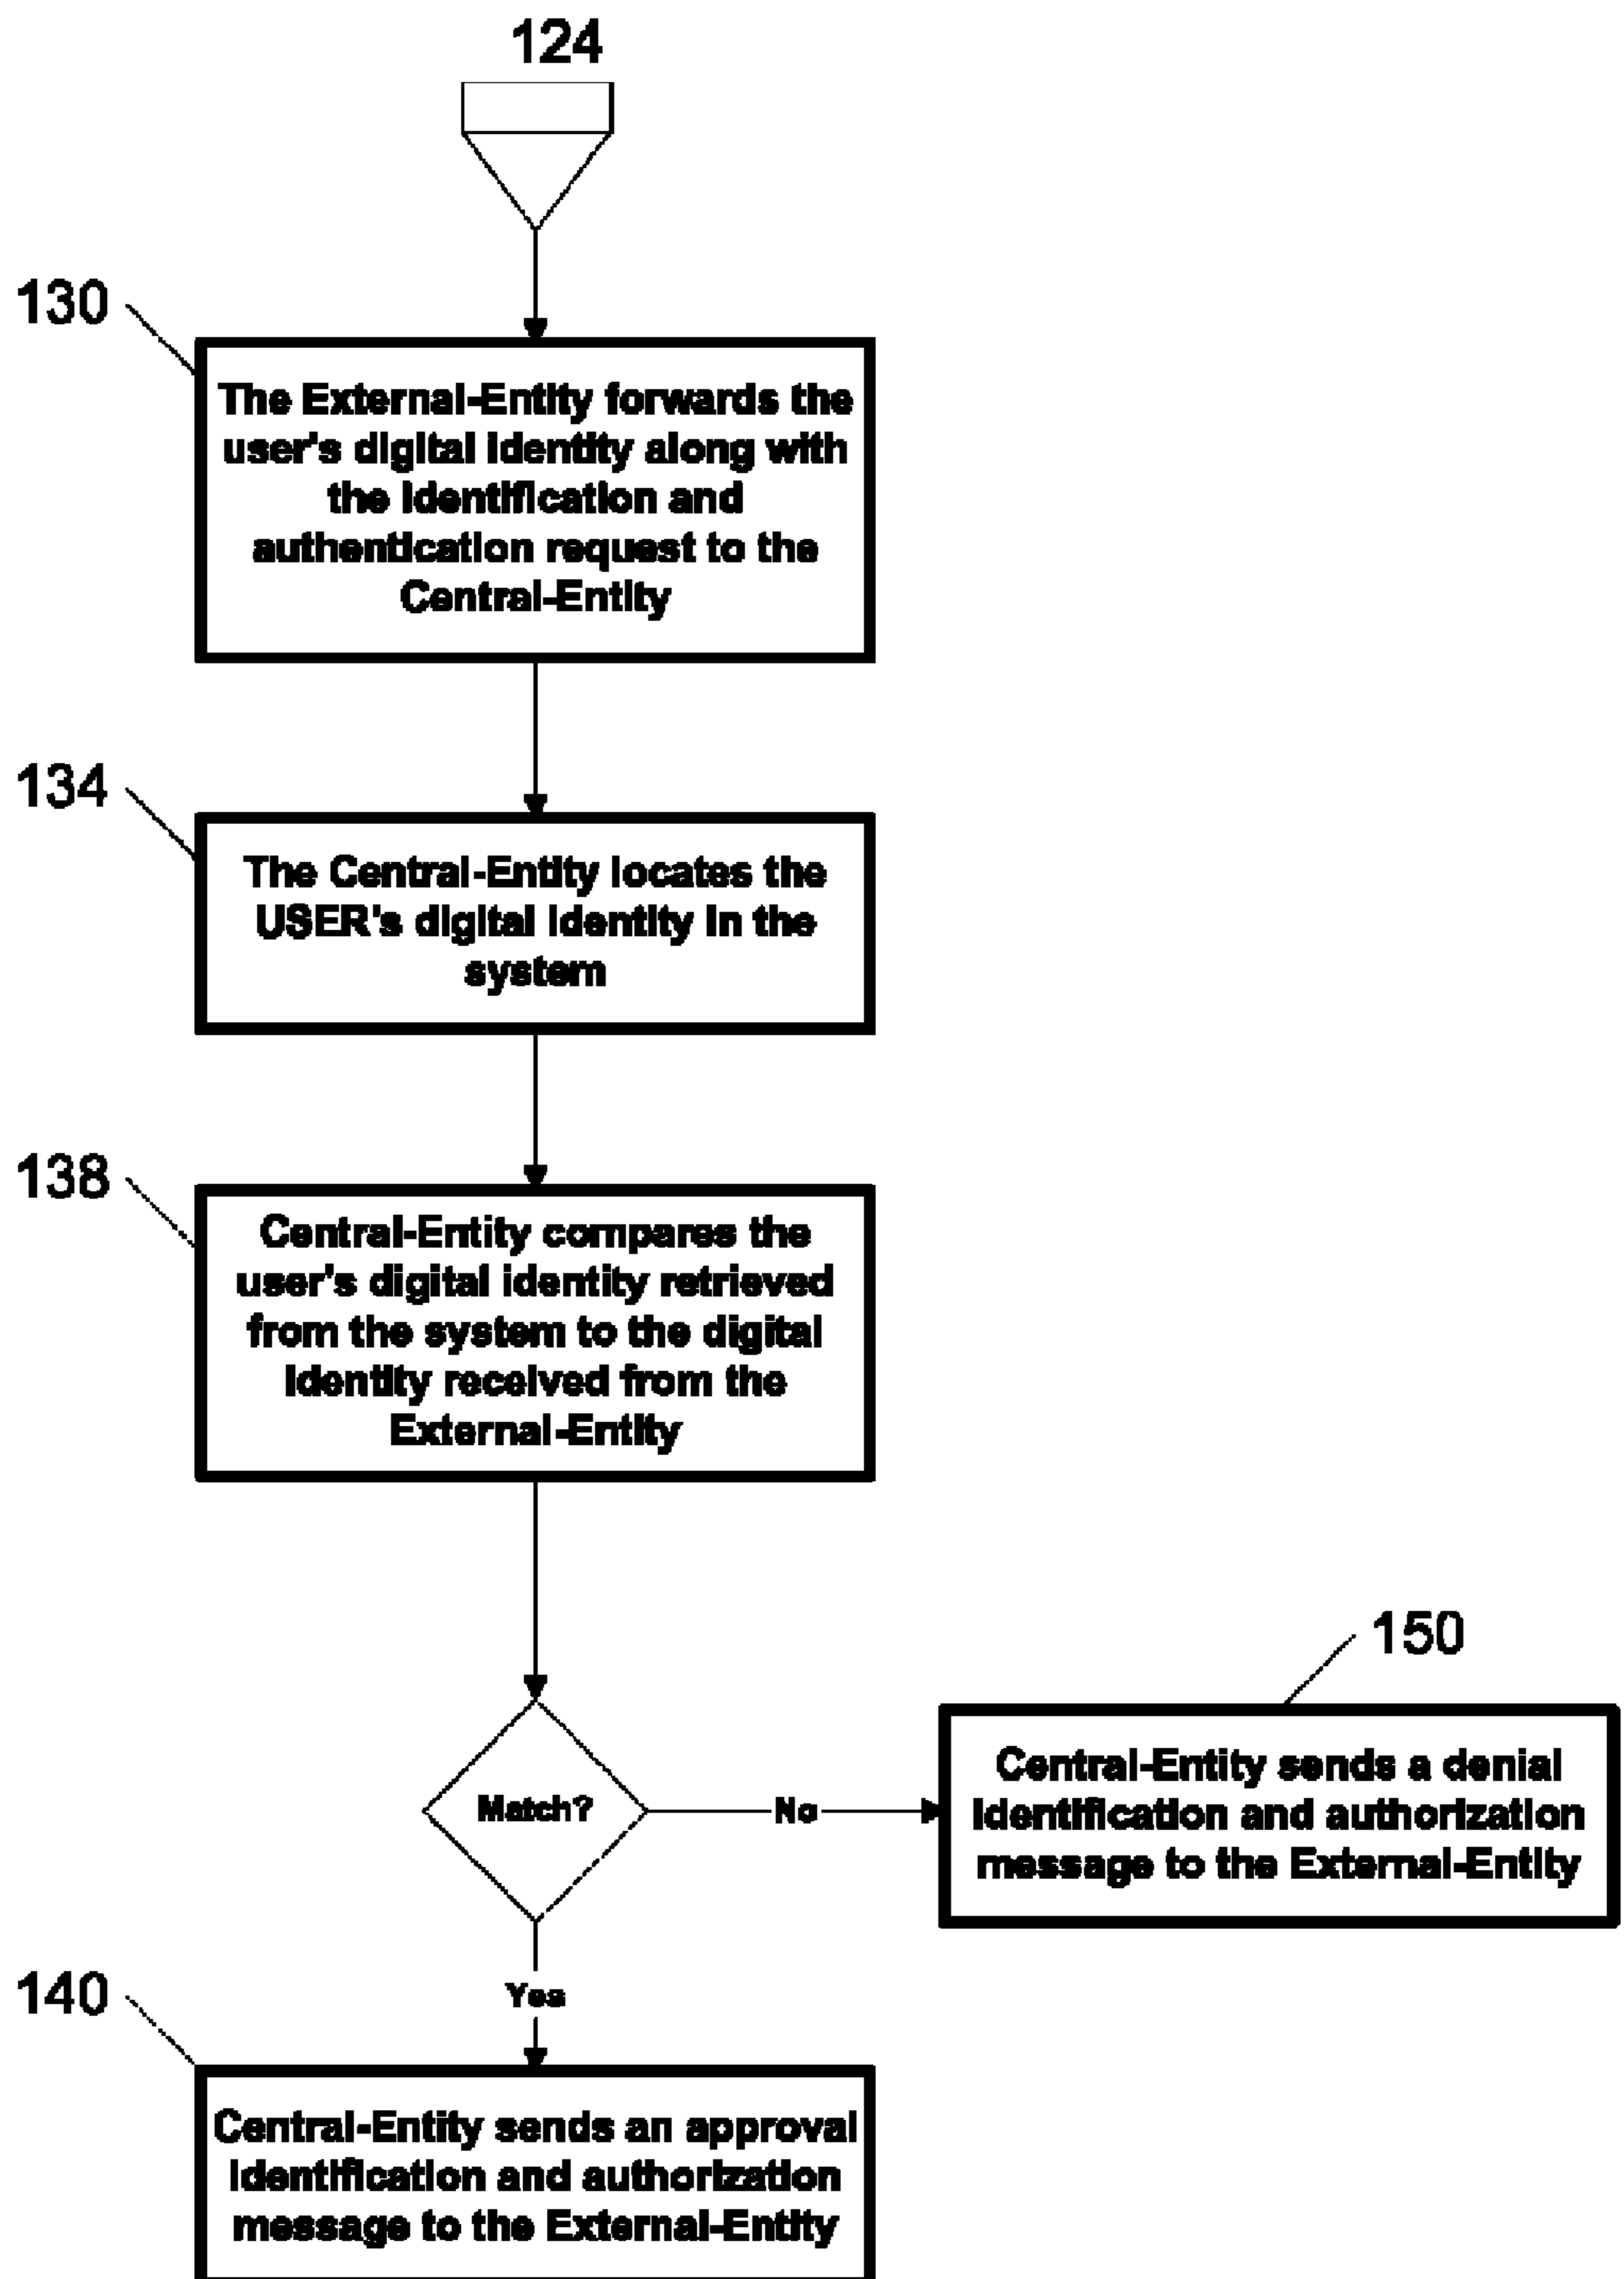 124
130
The External-Entity forwards the
user's digital identity along with
the identification and
authentication request to the
Central-Entity
134
The Central-Entity locates the
USER's digital identity in the
system
138
Central-Entity compares the
user's digital identity retrieved
from the system to the digital
identity received from the
External-Entity
150
Match?
No
Central-Entity sends a denial
identification and authorization
message to the External-Entity
Yes
140
Central-Entity sends an approval
identification and authorization
message to the External-Entity